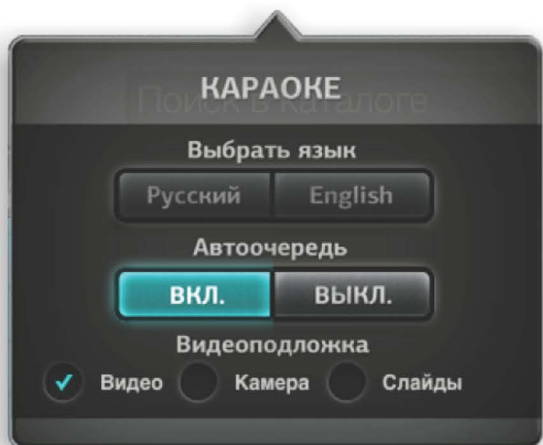 КАРАОКЕ
Поиск в каталоге
Выбрать язык
Русский English
Автоочередь
ВКЛ. ВЫКЛ.
Видеоподложка
Видео Камера Слайды